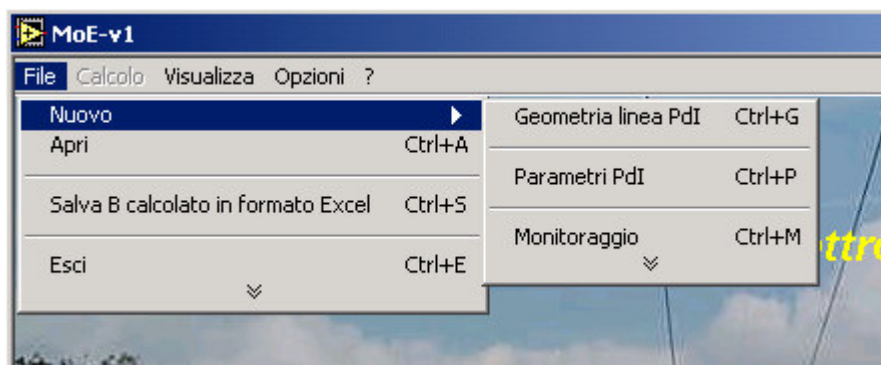 MoE-v1
File Calcolo Visualizza Opzioni ?
Nuovo
Apri Ctrl+A
Salva B calcolato in formato Excel Ctrl+S
Esci Ctrl+E
Geometria linea PdI Ctrl+G
Parametri PdI Ctrl+P
Monitoraggio Ctrl+M
ttr